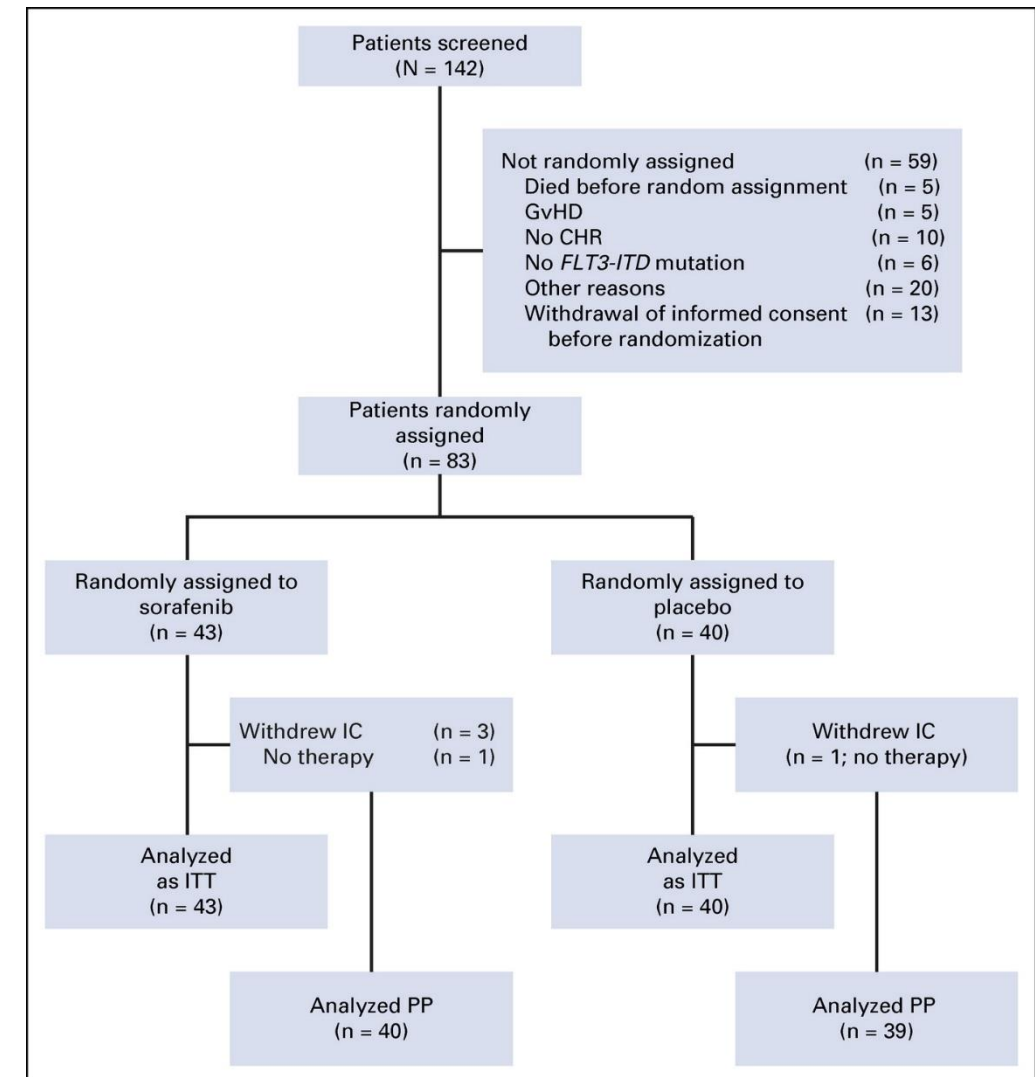 Patients screened
(N = 142)
Not randomly assigned (n = 59)
Died before random assignment (n = 5)
GvHD (n = 5)
No CHR (n = 10)
No FLT3-ITD mutation (n = 6)
Other reasons (n = 20)
Withdrawal of informed consent (n = 13)
before randomization
Patients randomly
assigned
(n = 83)
Randomly assigned to
sorafenib
(n = 43)
Randomly assigned to
placebo
(n = 40)
Withdrew IC (n = 3)
No therapy (n = 1)
Withdrew IC
(n = 1; no therapy)
Analyzed
as ITT
(n = 43)
Analyzed
as ITT
(n = 40)
Analyzed PP
(n = 40)
Analyzed PP
(n = 39)